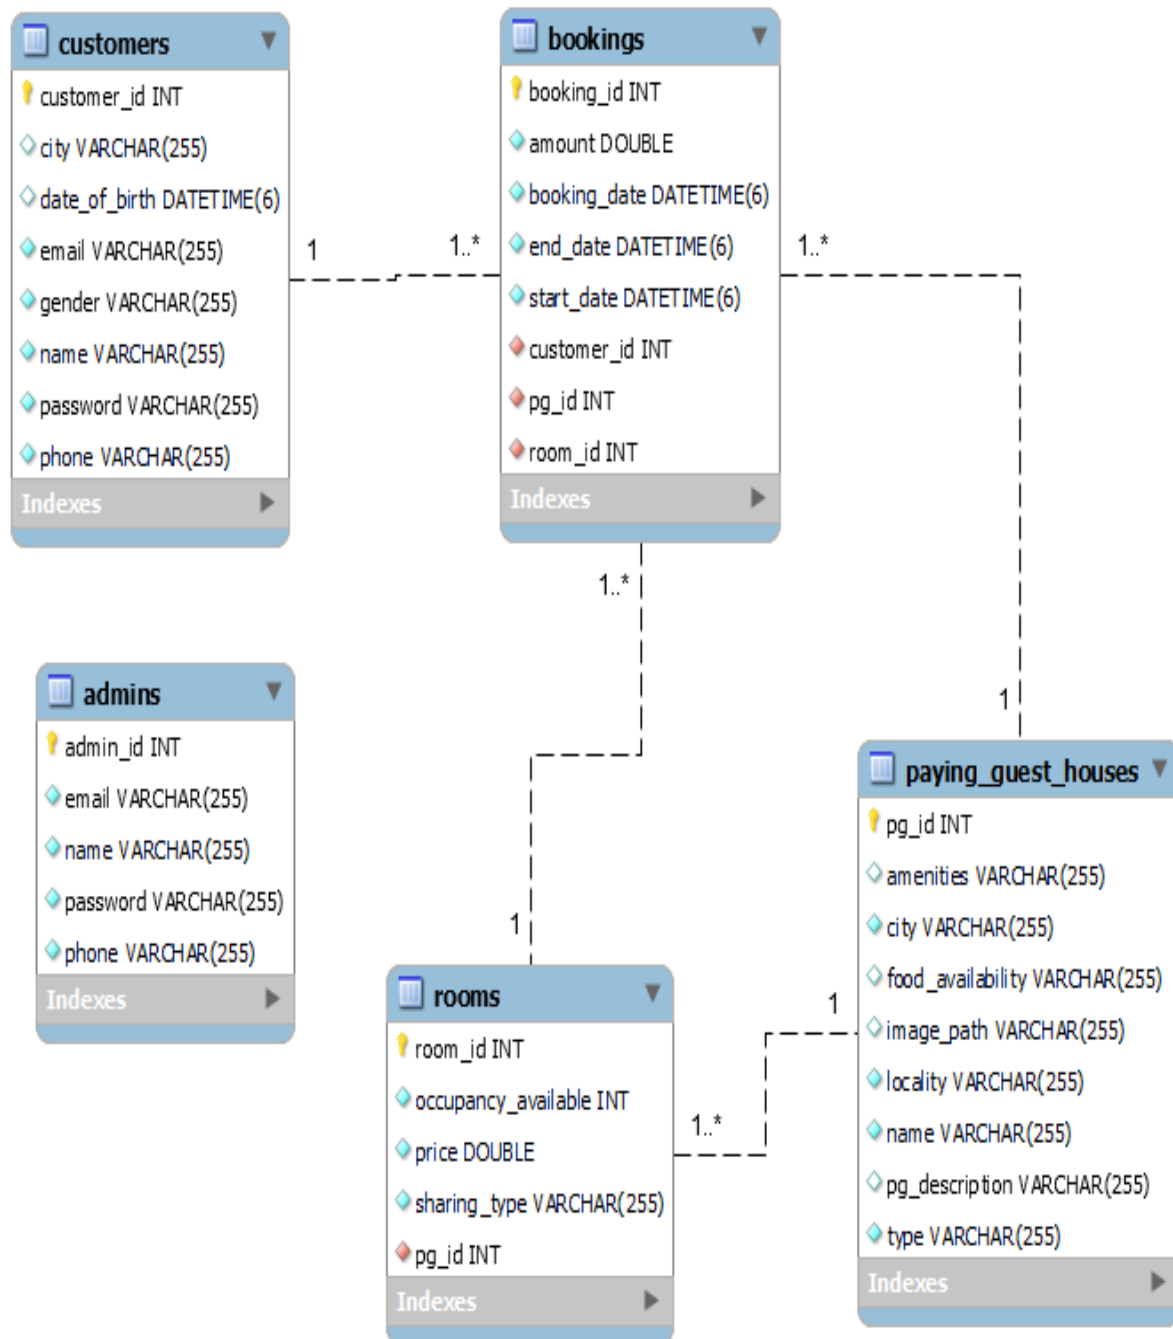 customers
customer_id INT
city VARCHAR(255)
date_of_birth DATETIME(6)
email VARCHAR(255)
gender VARCHAR(255)
name VARCHAR(255)
password VARCHAR(255)
phone VARCHAR(255)
Indexes
1
1..*
bookings
booking_id INT
amount DOUBLE
booking_date DATETIME(6)
end_date DATETIME(6)
start_date DATETIME(6)
customer_id INT
pg_id INT
room_id INT
Indexes
1..*
1..*
1
1
admins
admin_id INT
email VARCHAR(255)
name VARCHAR(255)
password VARCHAR(255)
phone VARCHAR(255)
Indexes
rooms
room_id INT
occupancy_available INT
price DOUBLE
sharing_type VARCHAR(255)
pg_id INT
Indexes
1..*
1
paying_guest_houses
pg_id INT
amenities VARCHAR(255)
city VARCHAR(255)
food_availability VARCHAR(255)
image_path VARCHAR(255)
locality VARCHAR(255)
name VARCHAR(255)
pg_description VARCHAR(255)
type VARCHAR(255)
Indexes